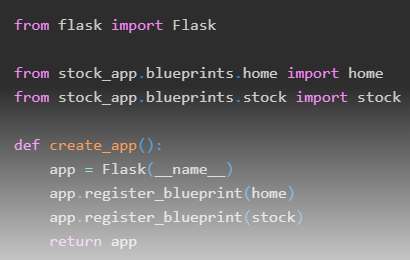 from flask import Flask

from stock_app.blueprints.home import home
from stock_app.blueprints.stock import stock

def create_app():
    app = Flask(__name__)
    app.register_blueprint(home)
    app.register_blueprint(stock)
    return app